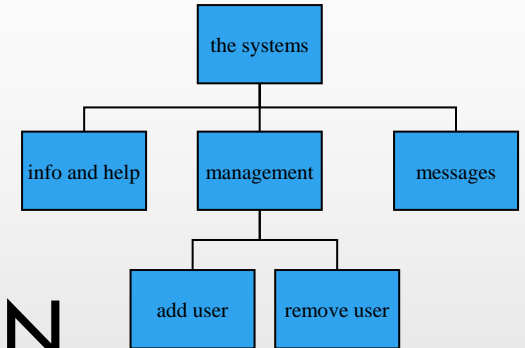 the systems
info and help
management
messages
add user
remove user
N